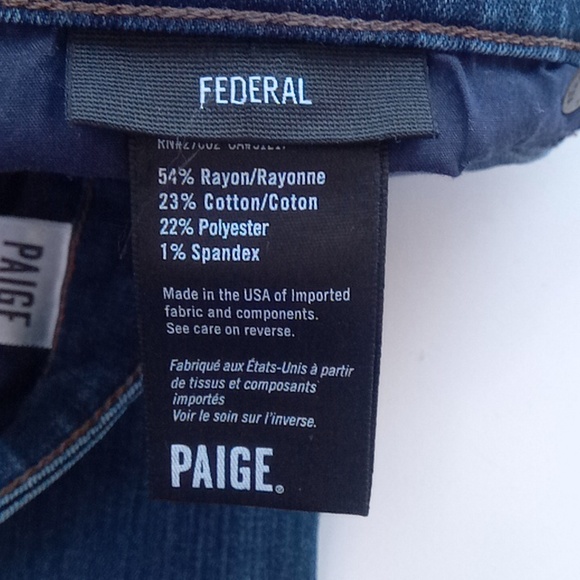 FEDERAL
54% Rayon/Rayonne
23% Cotton/Coton
22% Polyester
1% Spandex
Made in the USA of Imported
fabric and components.
See care on reverse.
Fabriqué aux États-Unis à partir
de tissus et composants
importés
Voir le soin sur l'inverse.
PAIGE®
PAIGE